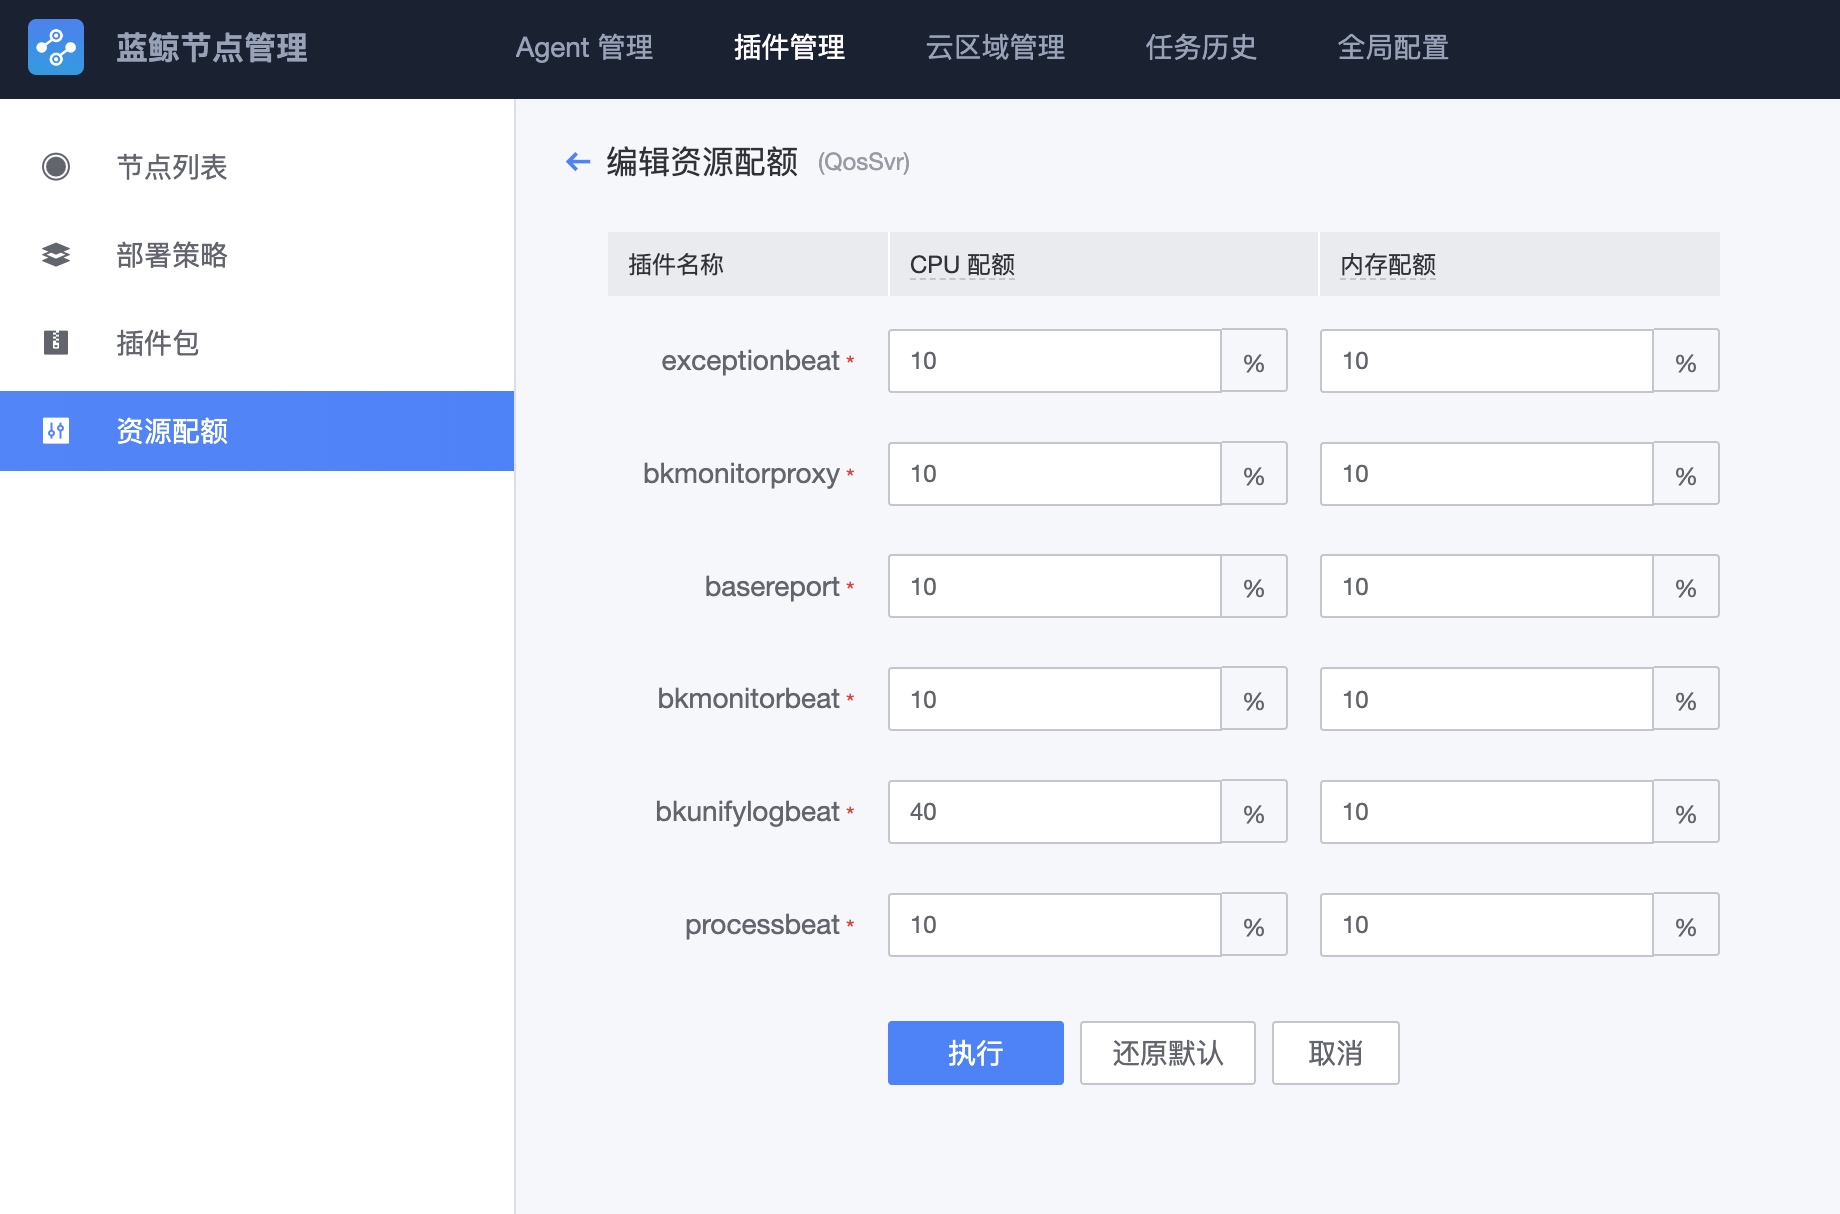 蓝鲸节点管理 Agent 管理 插件管理 云区域管理 任务历史 全局配置
节点列表
部署策略
插件包
资源配额
编辑资源配额 (QosSvr)
插件名称 CPU 配额 内存配额
exceptionbeat * 10 % 10 %
bkmonitorproxy * 10 % 10 %
basereport * 10 % 10 %
bkmonitorbeat * 10 % 10 %
bkunifylogbeat * 40 % 10 %
processbeat * 10 % 10 %
执行 还原默认 取消